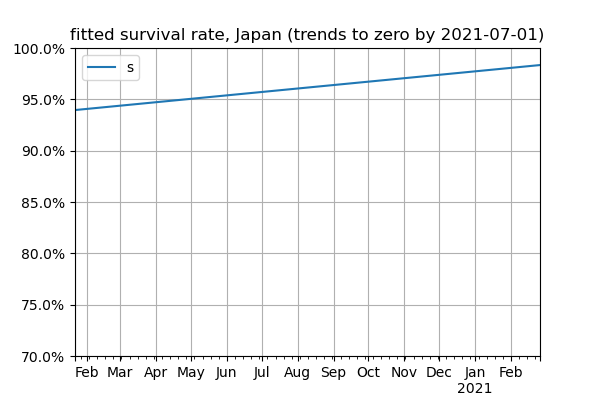 fitted survival rate, Japan (trends to zero by 2021-07-01)
100.0%
s
95.0%
90.0%
85.0%
80.0%
75.0%
70.0%
Feb Mar Apr May Jun Jul Aug Sep Oct Nov Dec Jan Feb
2021